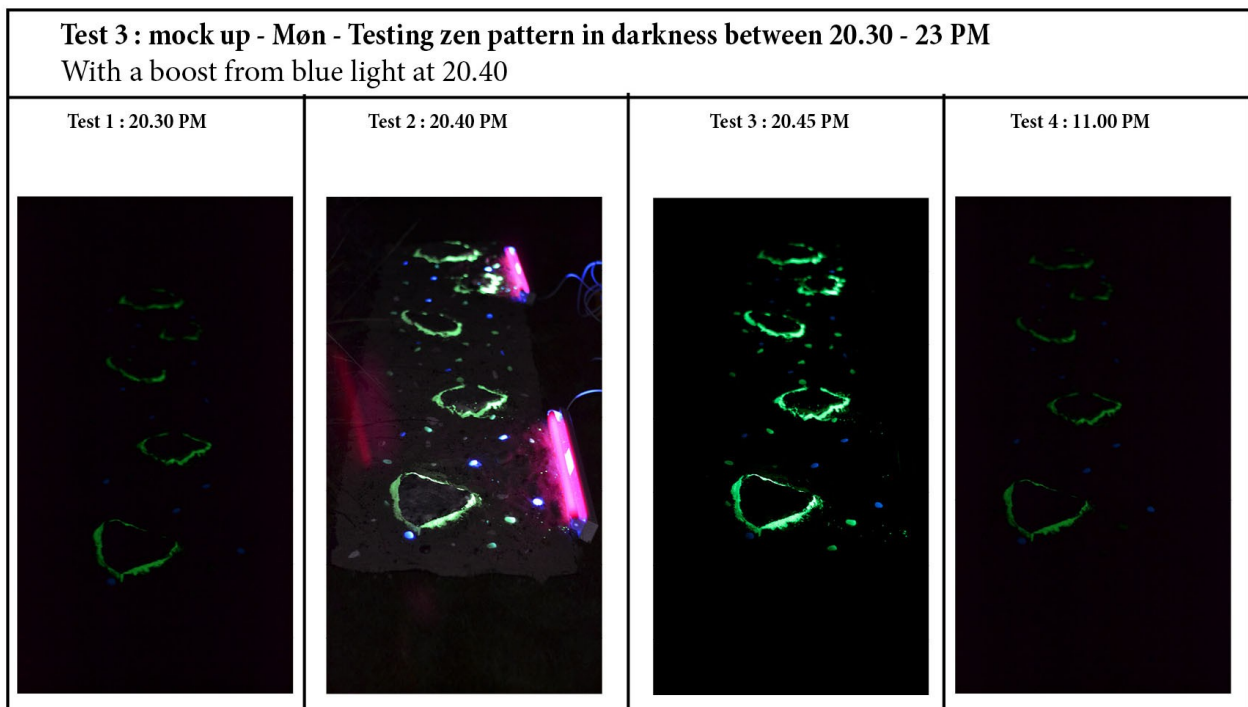 Test 3 : mock up - Møn - Testing zen pattern in darkness between 20.30 - 23 PM
With a boost from blue light at 20.40
Test 1 : 20.30 PM
Test 2 : 20.40 PM
Test 3 : 20.45 PM
Test 4 : 11.00 PM